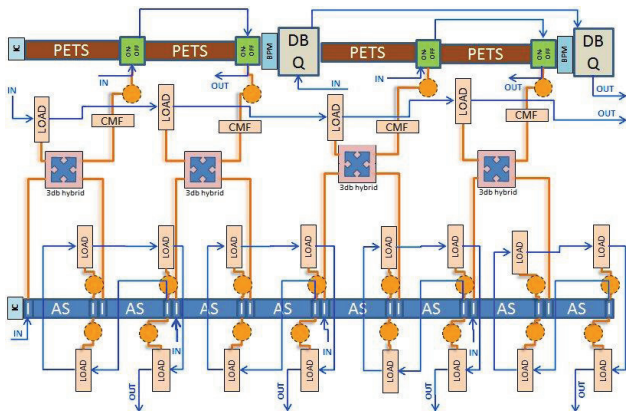 IC PETS ON-OFF PETS ON-OFF BPM DB Q PETS ON-OFF PETS ON-OFF BPM DB Q
IN OUT IN IN OUT OUT
IN LOAD CMF LOAD CMF LOAD CMF LOAD CMF OUT
3db hybrid 3db hybrid 3db hybrid 3db hybrid
LOAD LOAD LOAD LOAD LOAD LOAD LOAD LOAD
IC AS AS AS AS AS AS AS AS
IN IN IN IN
LOAD LOAD LOAD LOAD LOAD LOAD LOAD LOAD
OUT OUT OUT OUT